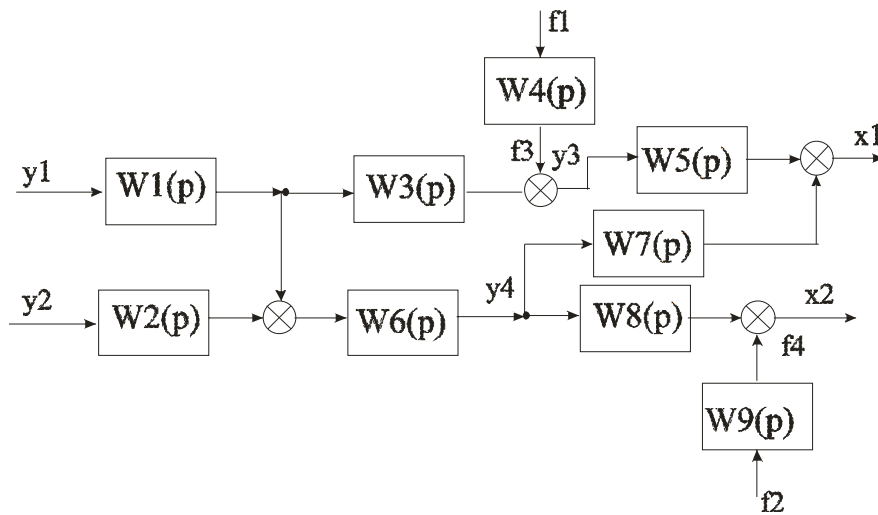 f1
W4(p)
f3 y3
x1
y1
W1(p)
W3(p)
W5(p)
W7(p)
y2
W2(p)
W6(p)
y4
W8(p)
x2
f4
W9(p)
f2